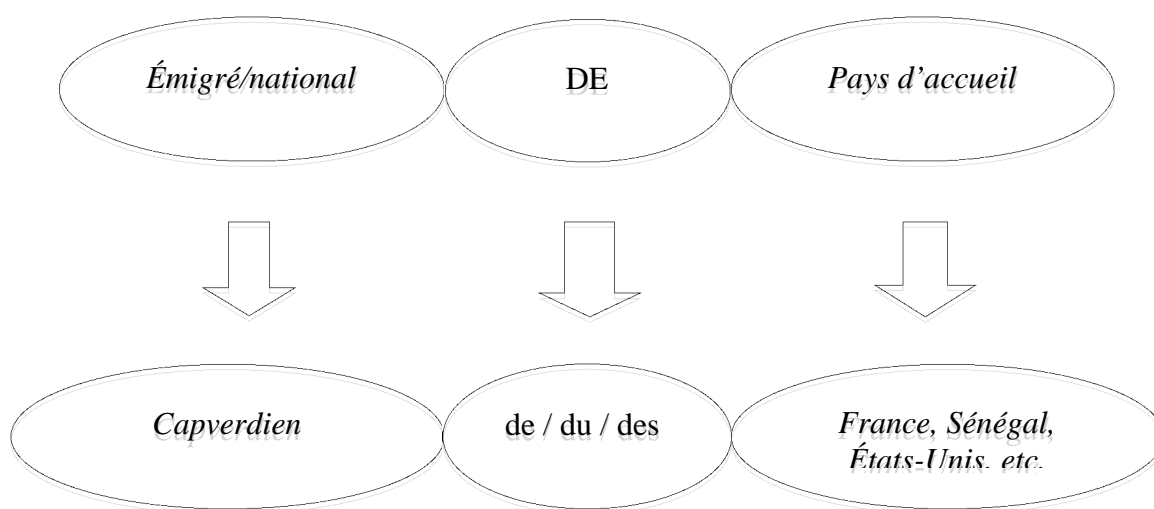 Émigré/national
DE
Pays d’accueil
Capverdien
de / du / des
France, Sénégal,
États-Unis, etc.